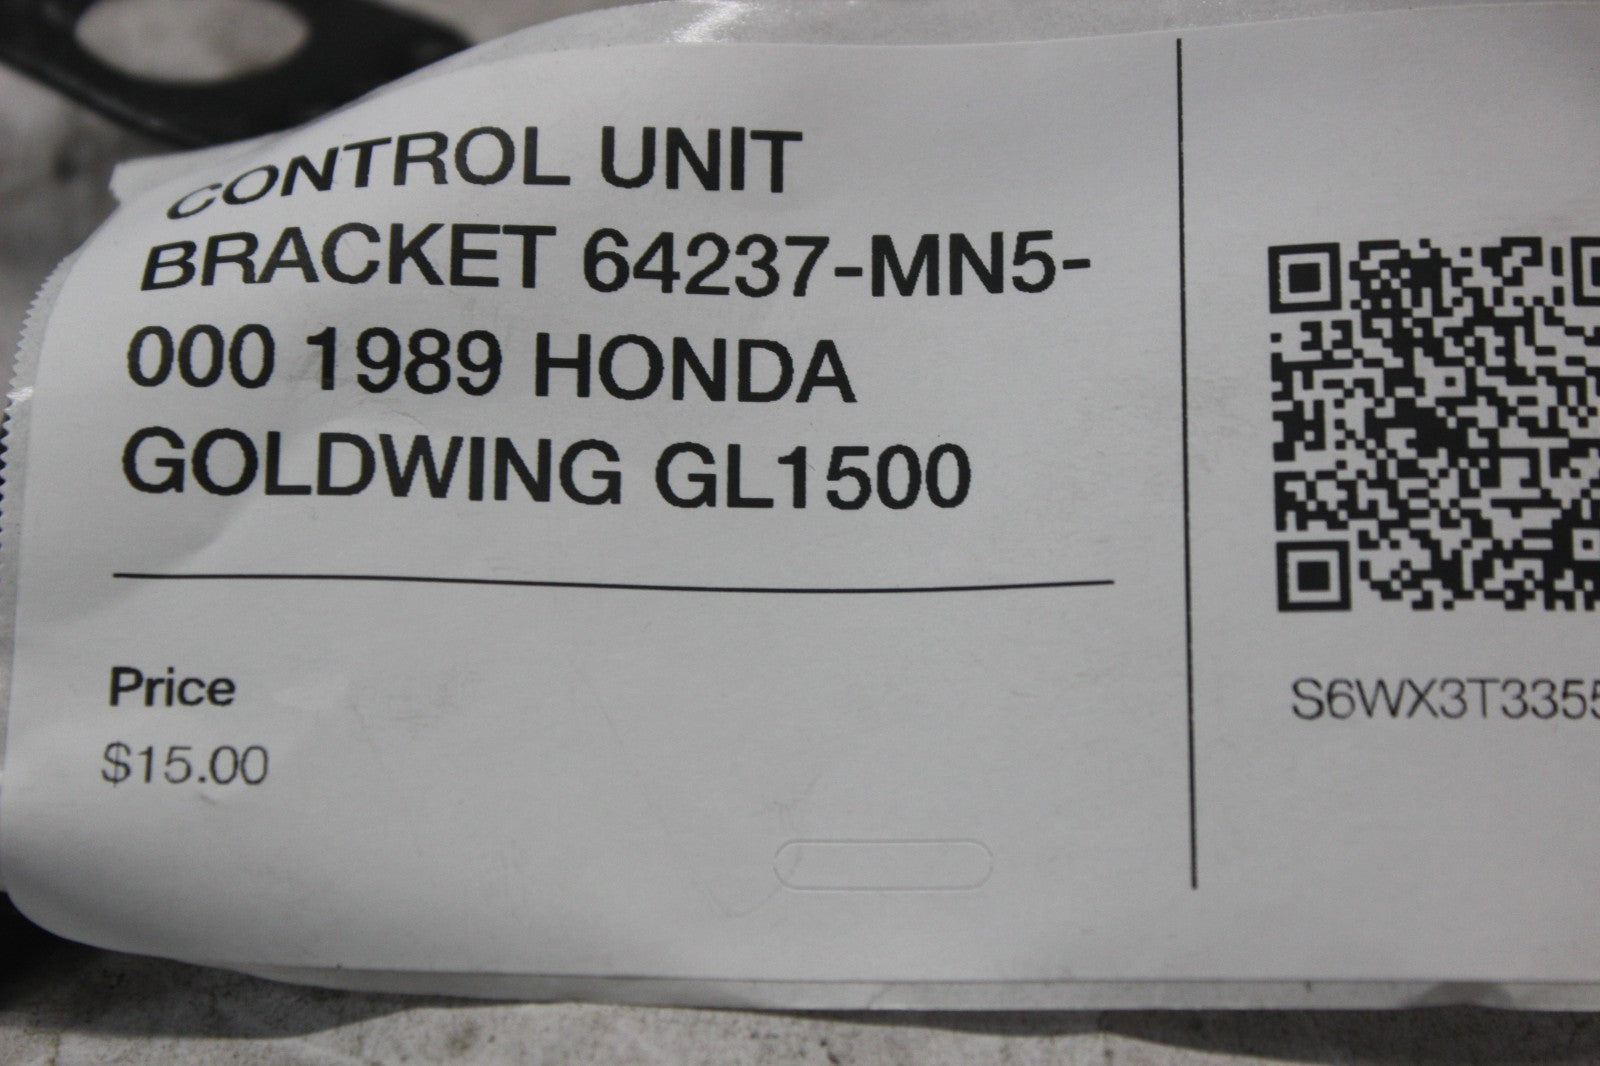 CONTROL UNIT
BRACKET 64237-MN5-
000 1989 HONDA
GOLDWING GL1500
Price
$15.00
S6WX3T3355